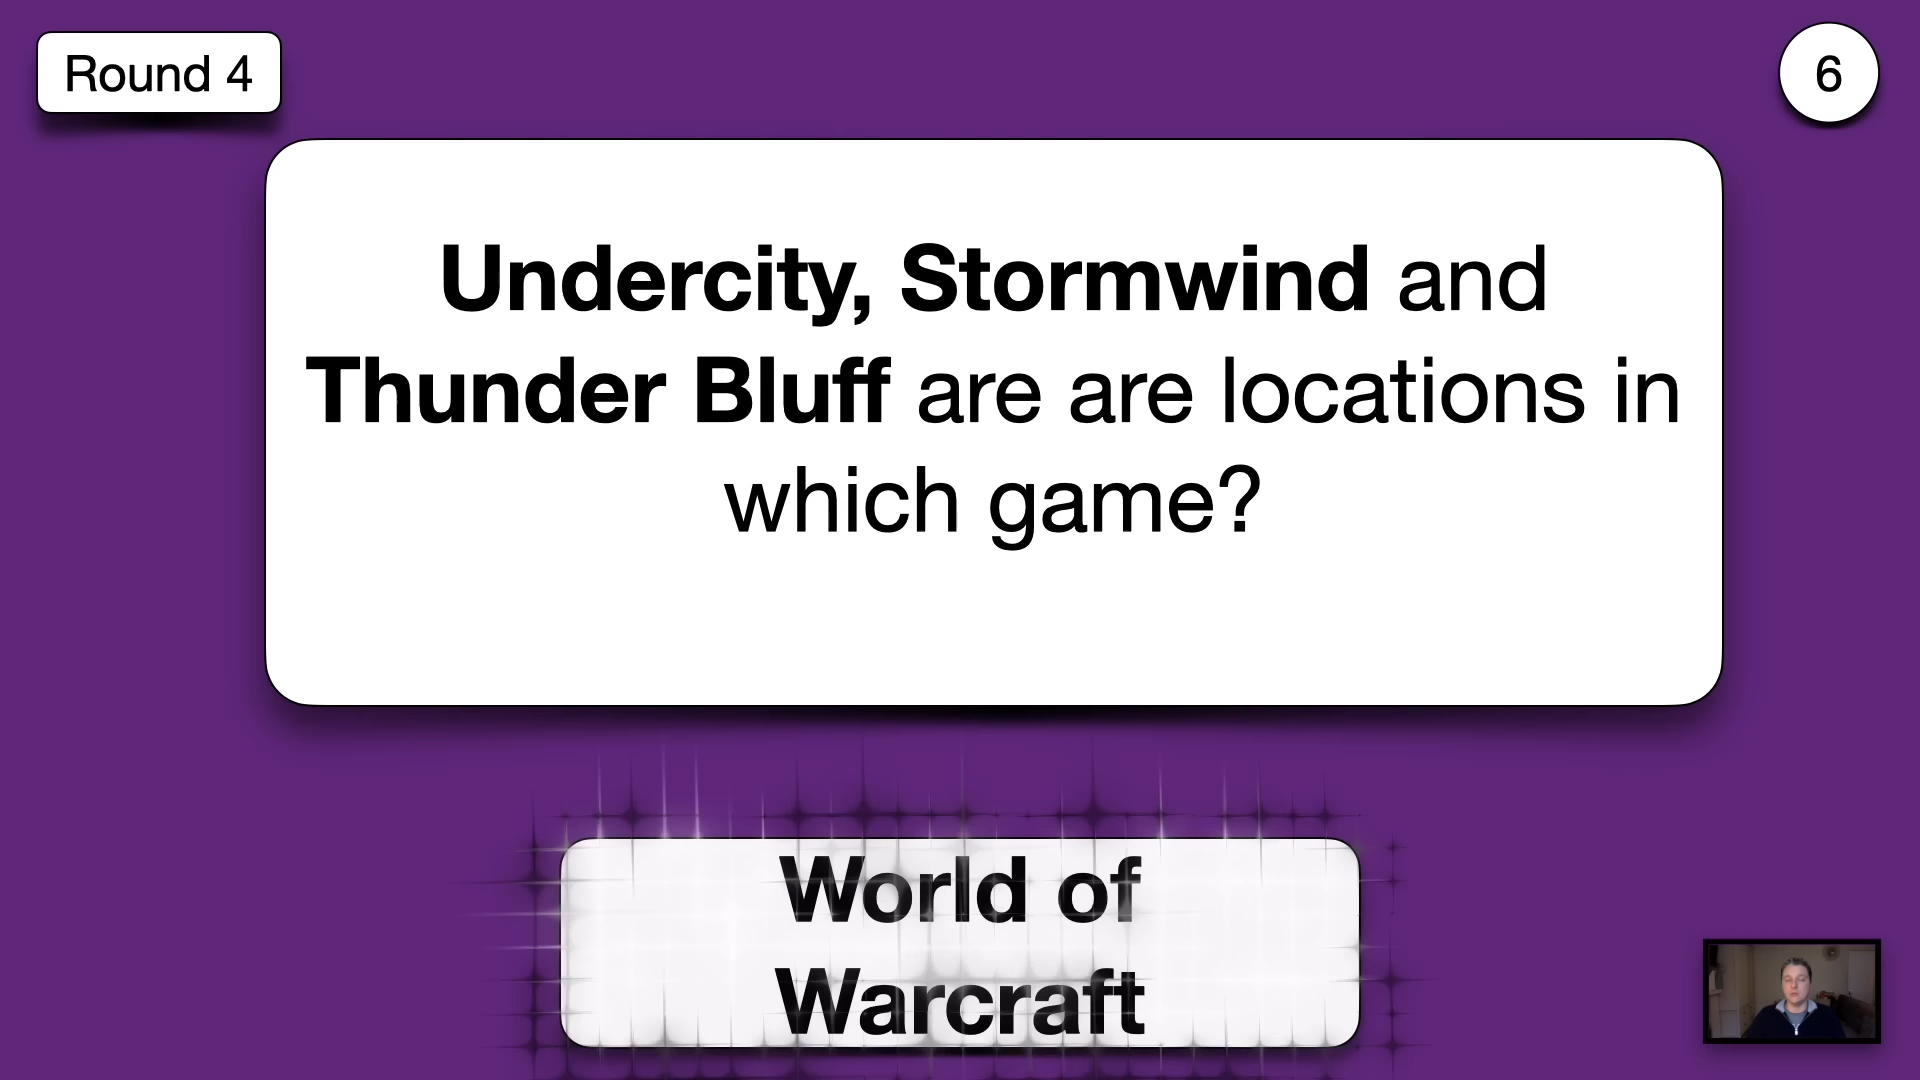 Round 4
6
Undercity, Stormwind and
Thunder Bluff are are locations in
which game?
World of
Warcraft